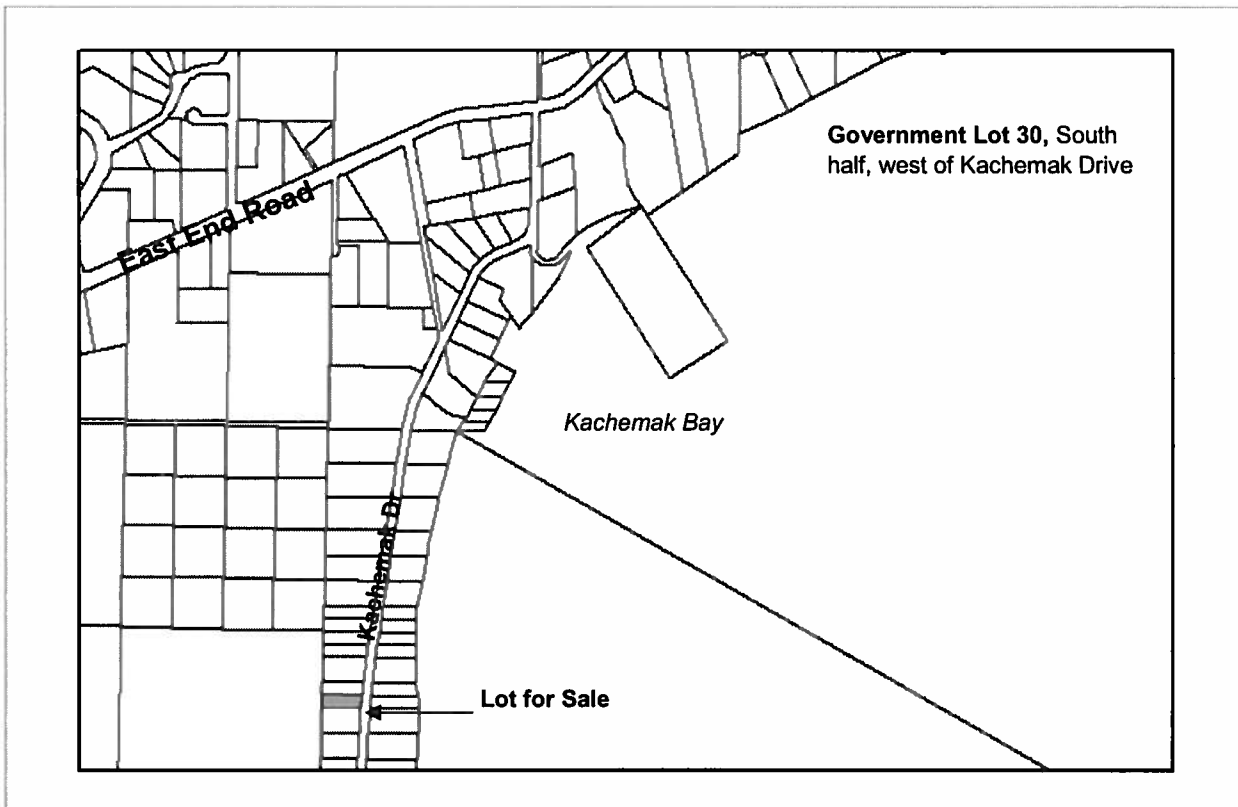 Government Lot 30, South
half, west of Kachemak Drive
East End Road
Kachemak Bay
Kachemak Dr
Lot for Sale